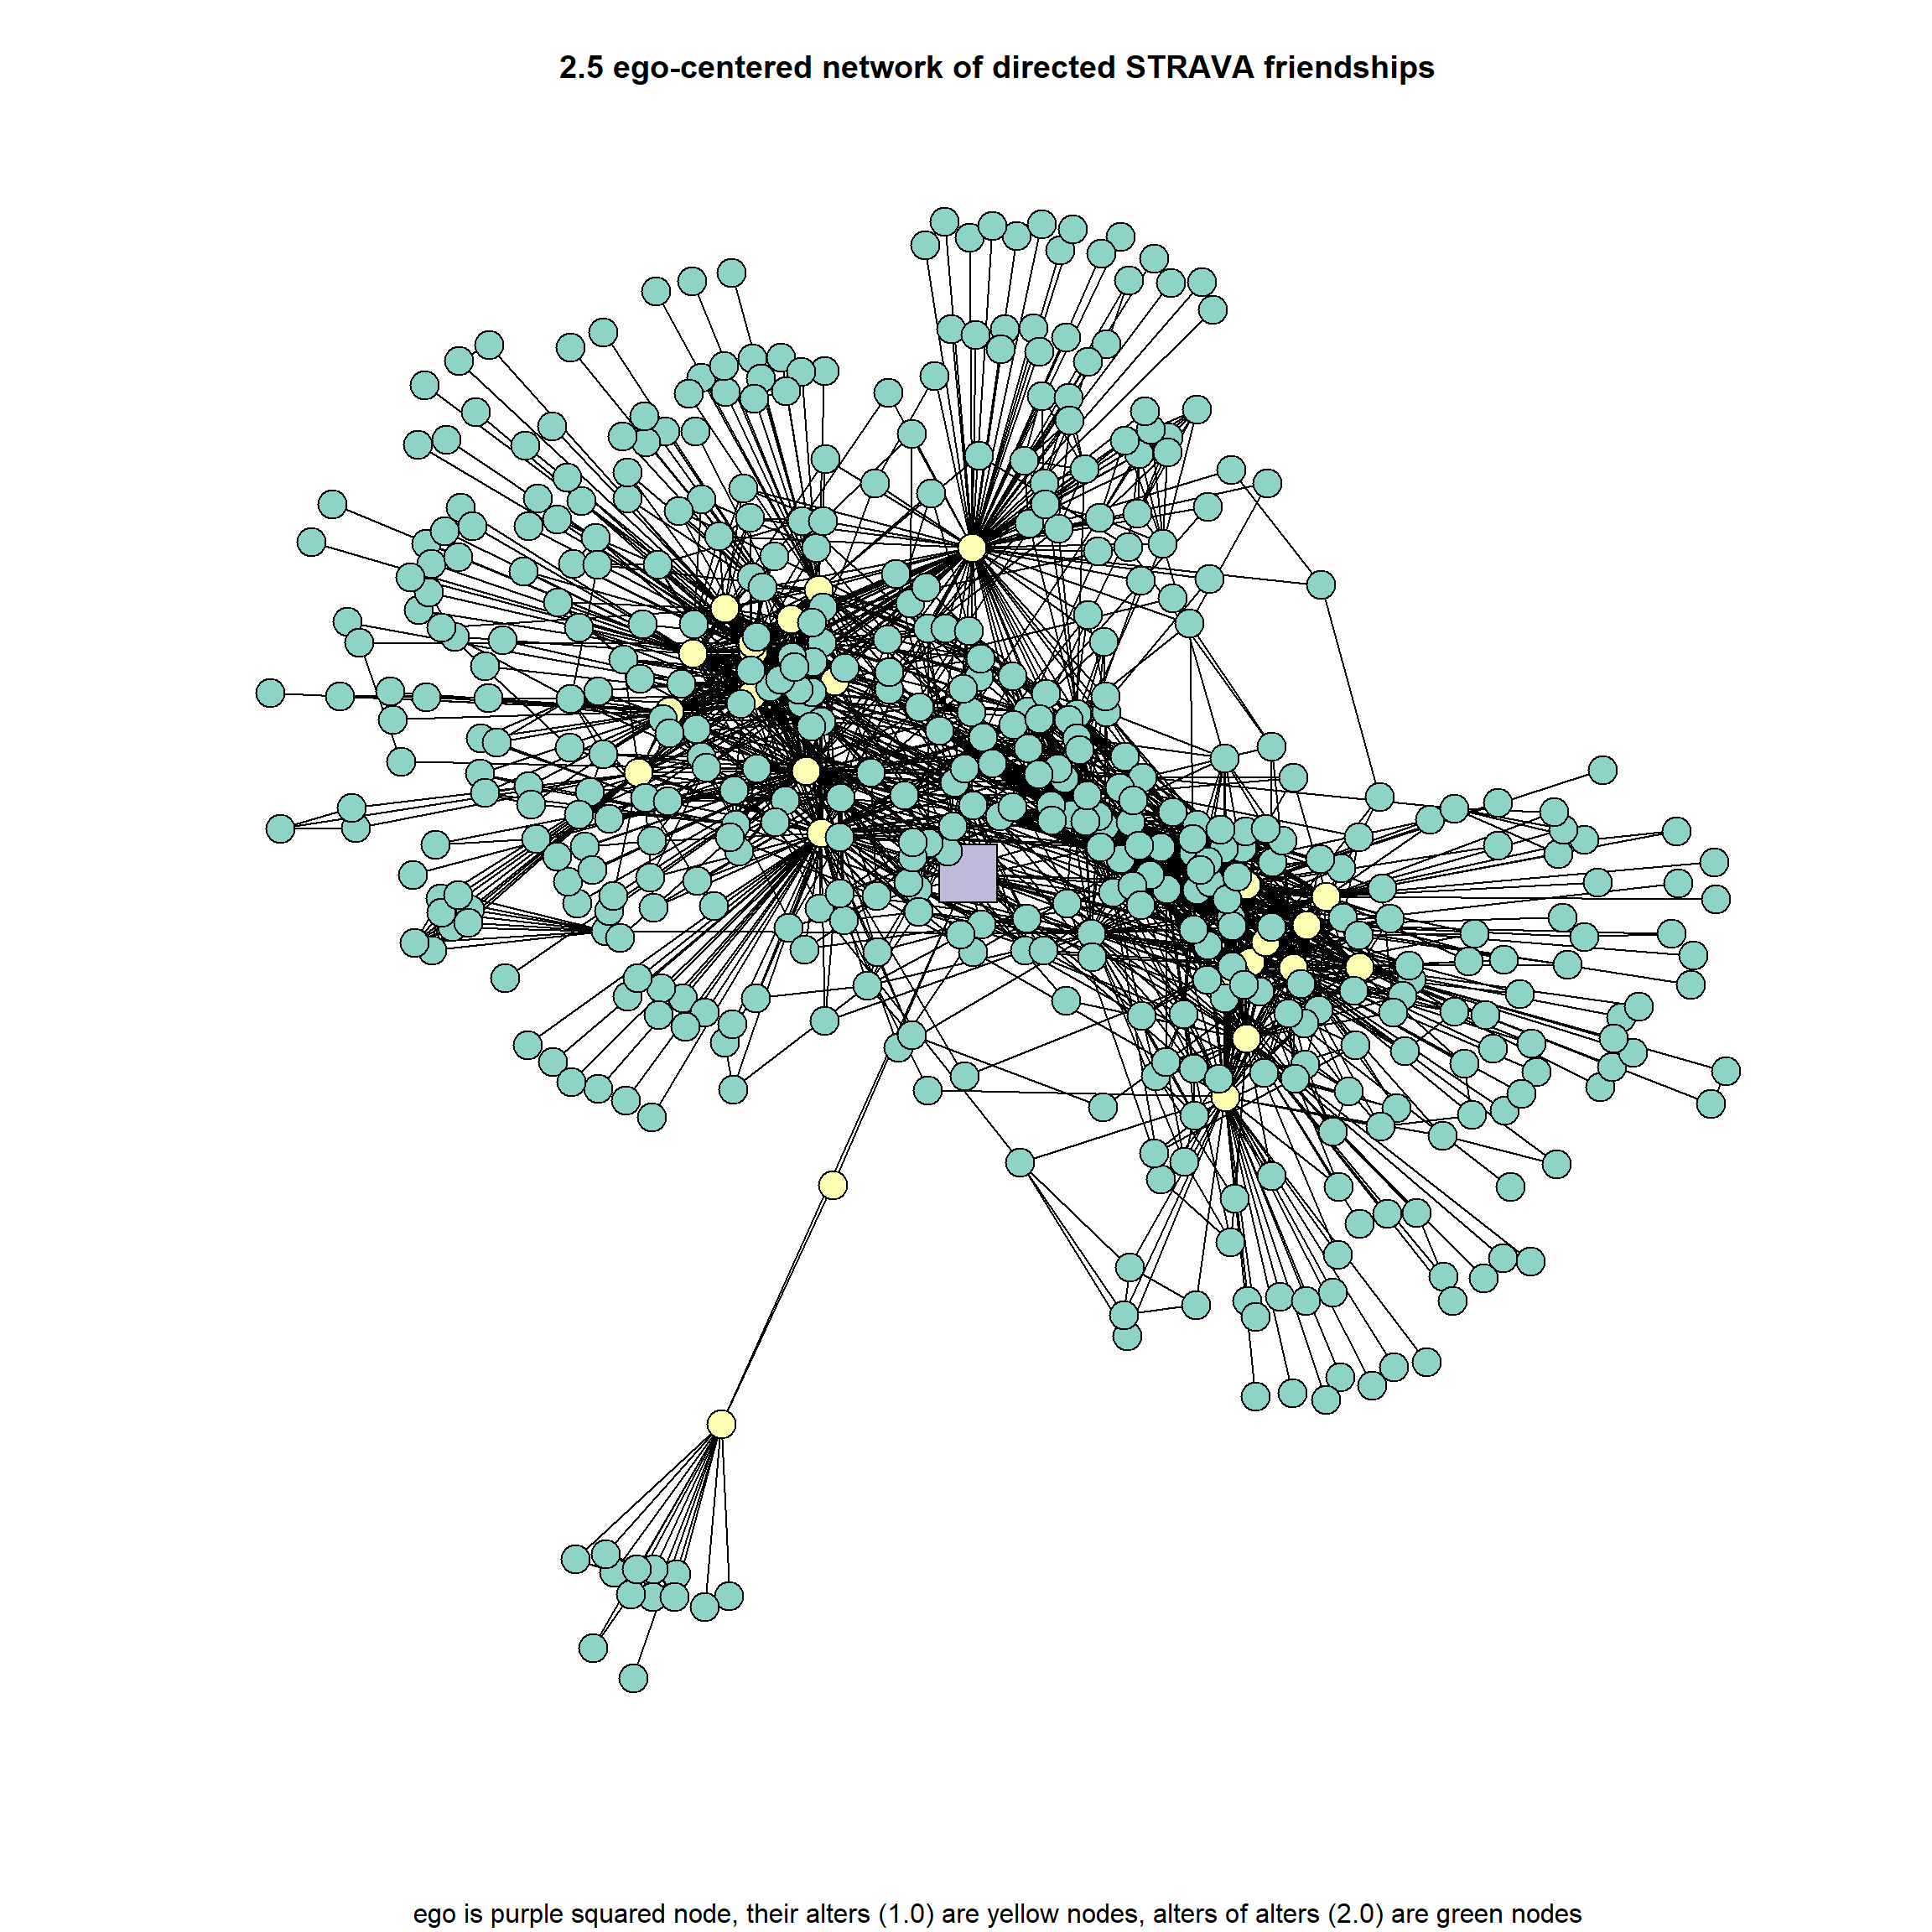 2.5 ego-centered network of directed STRAVA friendships
ego is purple squared node, their alters (1.0) are yellow nodes, alters of alters (2.0) are green nodes